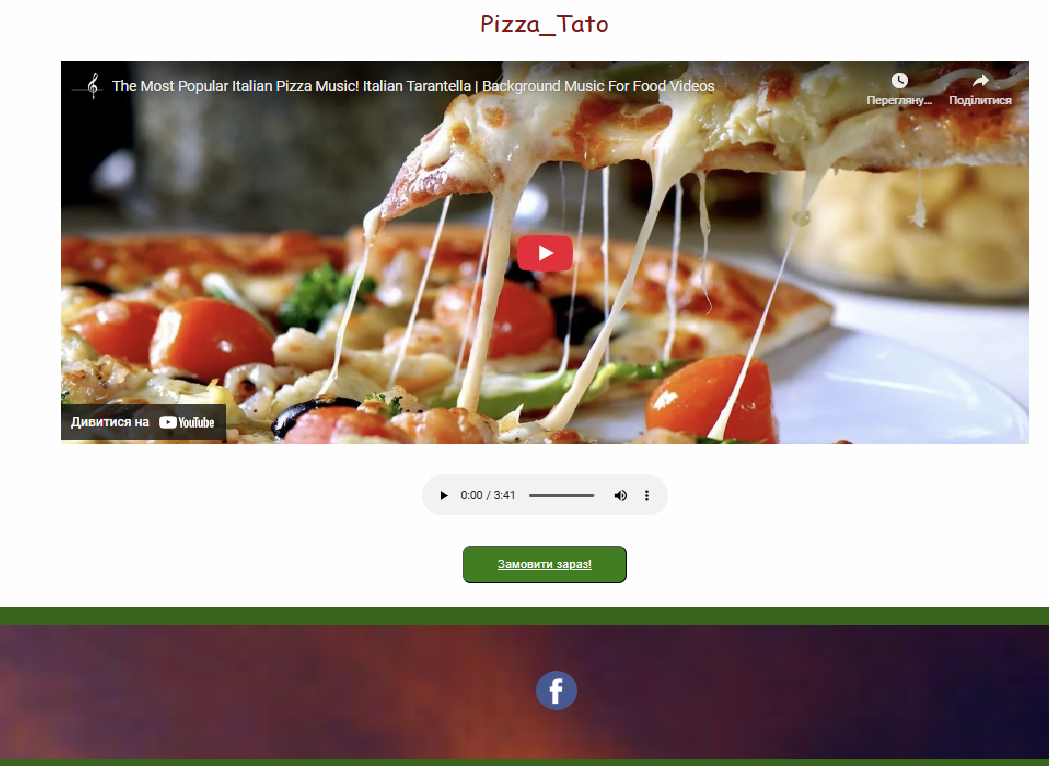 Pizza_Tato
The Most Popular Italian Pizza Music! Italian Tarantella | Background Music For Food Videos
Перегляну...
Поділитися
Дивитися на YouTube
0:00 / 3:41
Замовити зараз!
f